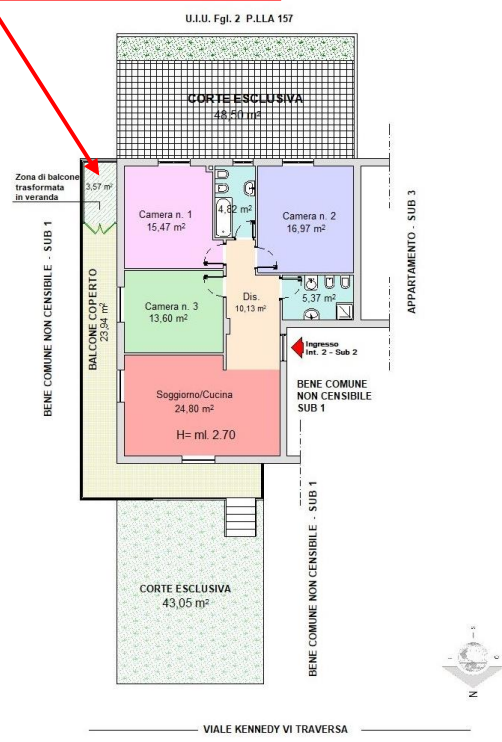 U.I.U. Fgl. 2 P.LLA 157
CORTE ESCLUSIVA
48,50 m²
Zona di balcone
trasformata
in veranda
3,57 m²
Camera n. 1
15,47 m²
4,82 m²
Camera n. 2
16,97 m²
APPARTAMENTO - SUB 3
BENE COMUNE NON CENSIBILE - SUB 1
BALCONE COPERTO
23,94 m²
Camera n. 3
13,60 m²
Dis.
10,13 m²
5,37 m²
Ingresso
Int. 2 - Sub 2
Soggiorno/Cucina
24,80 m²
H= ml. 2.70
BENE COMUNE
NON CENSIBILE
SUB 1
BENE COMUNE NON CENSIBILE - SUB 1
CORTE ESCLUSIVA
43,05 m²
N
VIALE KENNEDY VI TRAVERSA